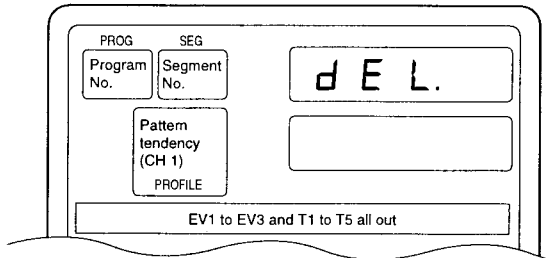 PROG SEG
Program No.
Segment No.
d E L.
Pattern tendency (CH 1)
PROFILE
EV1 to EV3 and T1 to T5 all out